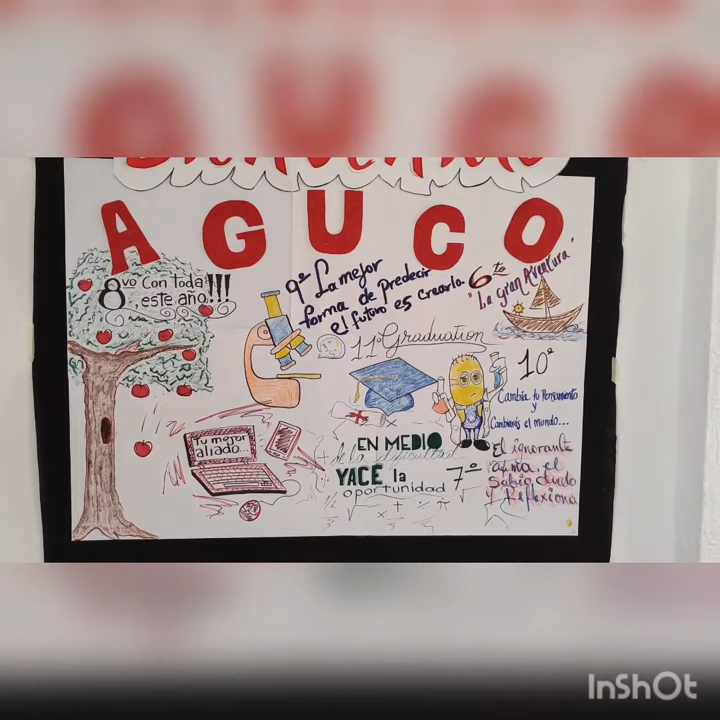 Bienvenido
AGUCO
8vo Con toda
, este año!!!
9º La mejor
forma de Predecir
el futuro es crearla
6to
"La gran Aventura"
11º Graduation
10º
Cambia tu Pensamiento
y
Cambiarás el mundo...
Tu mejor
aliado...
EN MEDIO
de la dificultad
YACE la
oportunidad
7º
El ignorante
afirma, el
Sabio duda
y Reflexiona
InShOt